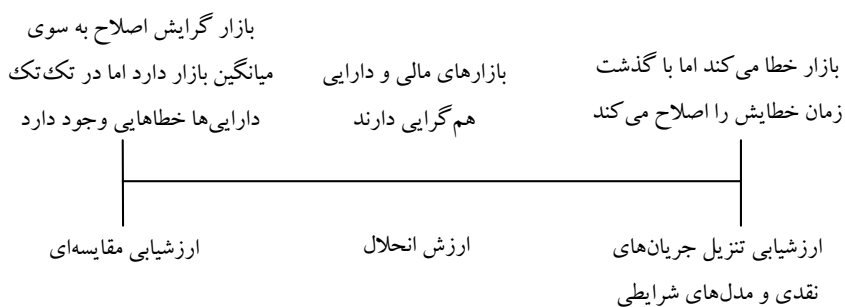 بازار خطا می‌کند اما با گذشت
زمان خطایش را اصلاح می‌کند
بازارهای مالی و دارایی
هم‌گرایی دارند
بازار گرایش اصلاح به سوی
میانگین بازار دارد اما در تک‌تک
دارایی‌ها خطاهایی وجود دارد
ارزشیابی تنزیل جریان‌های
نقدی و مدل‌های شرایطی
ارزش انحلال
ارزشیابی مقایسه‌ای